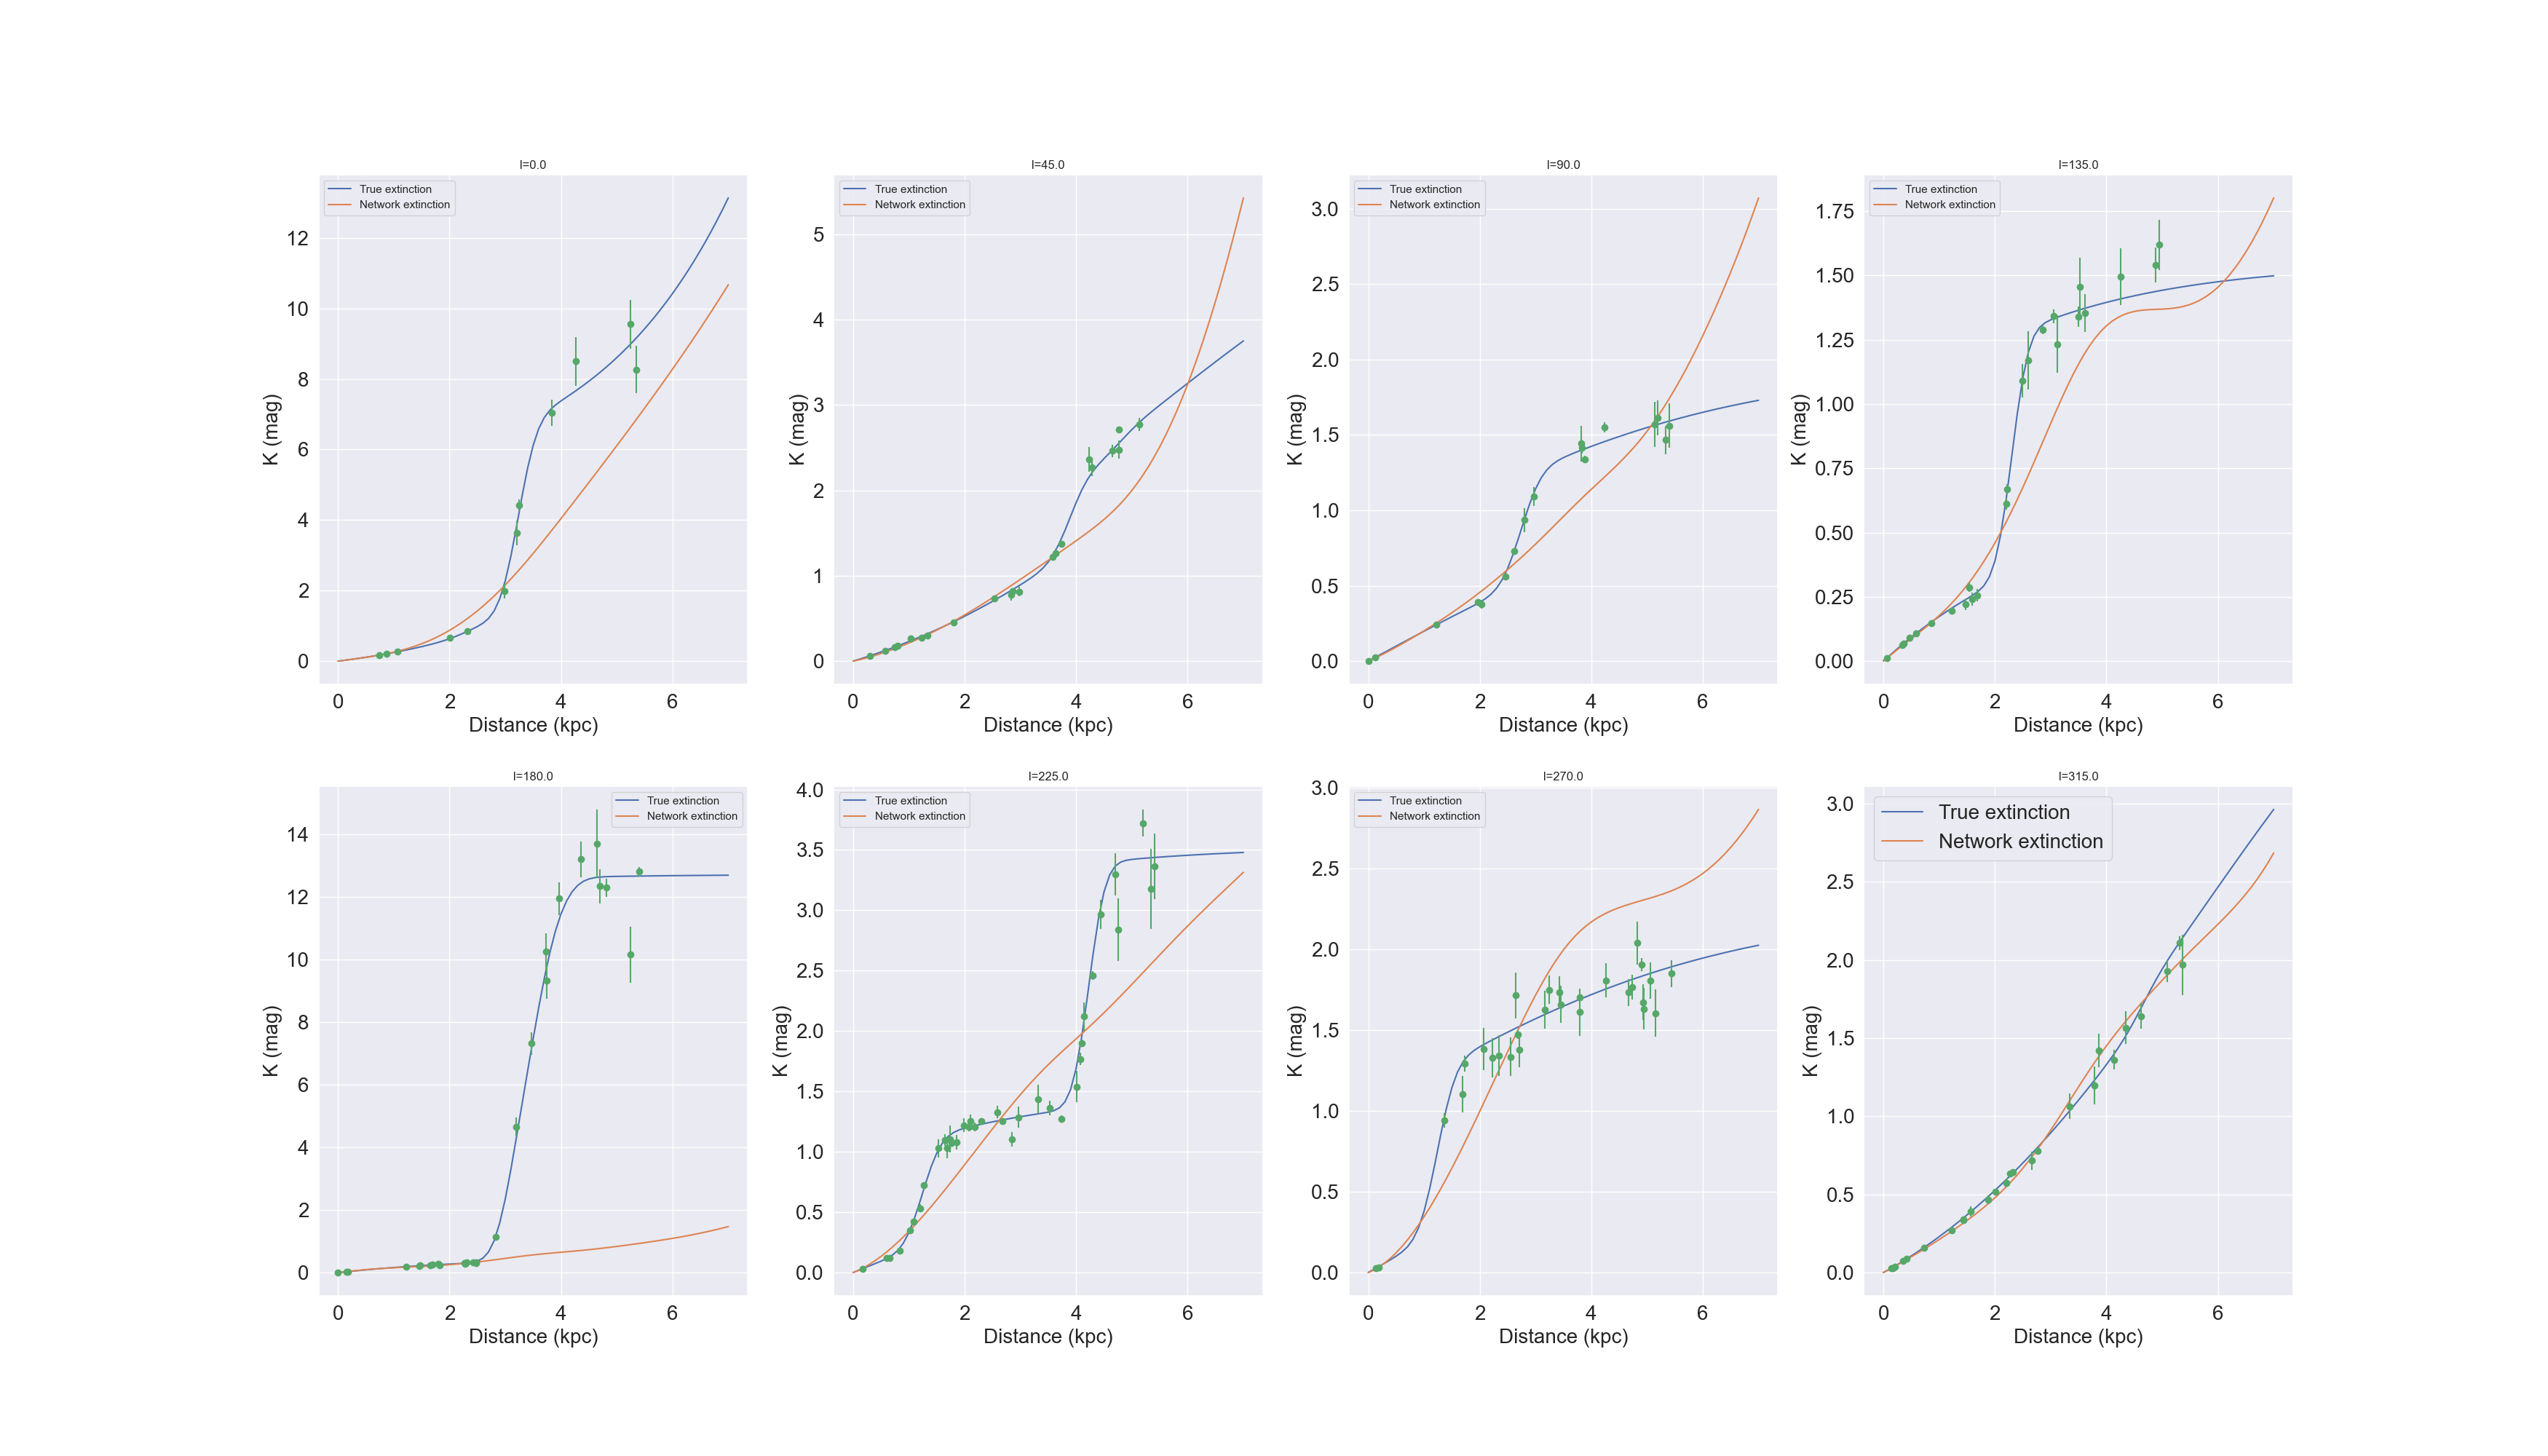 l=0.0
True extinction
Network extinction
12
10
8
6
4
2
0
K (mag)
0 2 4 6
Distance (kpc)
l=45.0
True extinction
Network extinction
5
4
3
2
1
0
K (mag)
0 2 4 6
Distance (kpc)
l=90.0
True extinction
Network extinction
3.0
2.5
2.0
1.5
1.0
0.5
0.0
K (mag)
0 2 4 6
Distance (kpc)
l=135.0
True extinction
Network extinction
1.75
1.50
1.25
1.00
0.75
0.50
0.25
0.00
K (mag)
0 2 4 6
Distance (kpc)
l=180.0
True extinction
Network extinction
14
12
10
8
6
4
2
0
K (mag)
0 2 4 6
Distance (kpc)
l=225.0
True extinction
Network extinction
4.0
3.5
3.0
2.5
2.0
1.5
1.0
0.5
0.0
K (mag)
0 2 4 6
Distance (kpc)
l=270.0
True extinction
Network extinction
3.0
2.5
2.0
1.5
1.0
0.5
0.0
K (mag)
0 2 4 6
Distance (kpc)
l=315.0
True extinction
Network extinction
3.0
2.5
2.0
1.5
1.0
0.5
0.0
K (mag)
0 2 4 6
Distance (kpc)